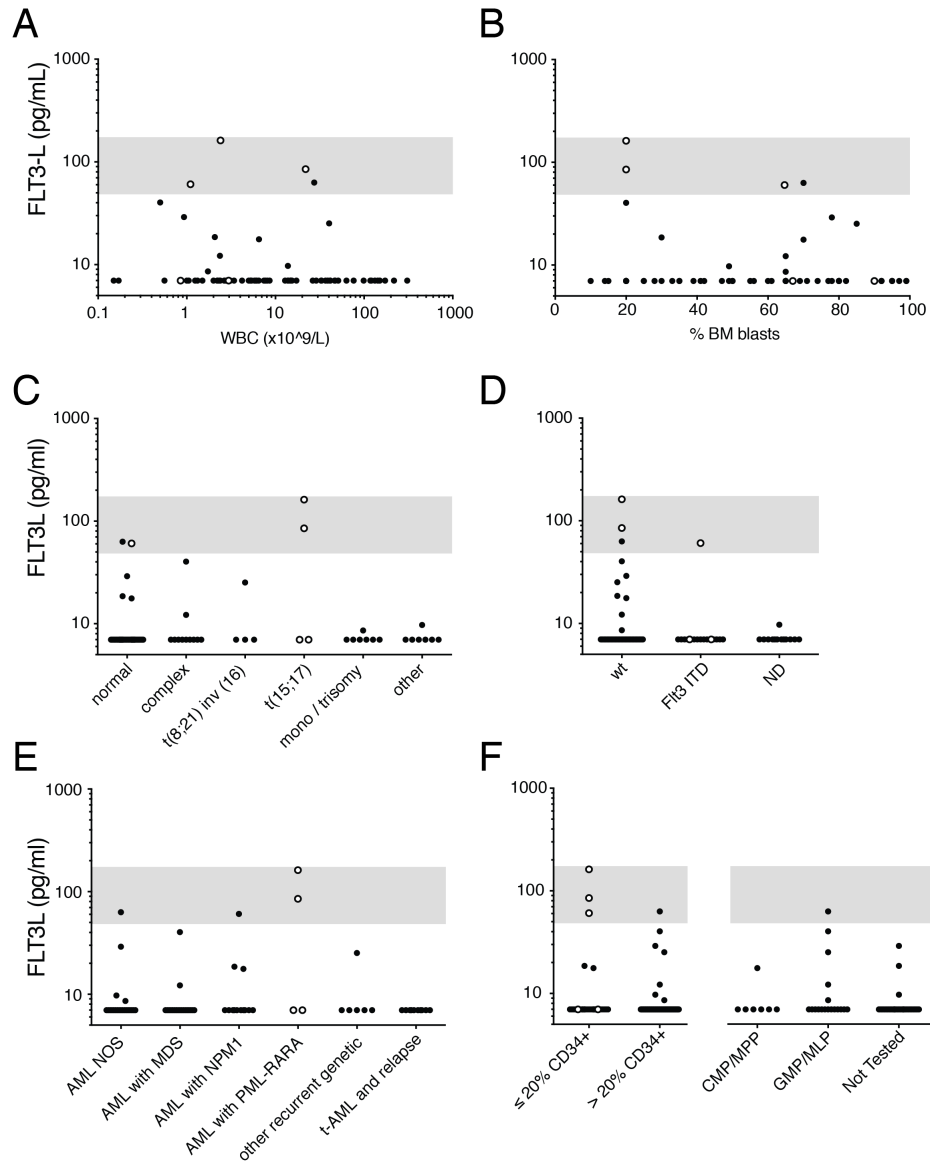 A
B
FLT3-L (pg/mL)
1000
100
10
0.1
1
10
100
1000
WBC (x10^9/L)
1000
100
10
0
20
40
60
80
100
% BM blasts
C
D
FLT3L (pg/ml)
1000
100
10
normal
complex
t(8;21) inv (16)
t(15;17)
mono / trisomy
other
1000
100
10
wt
Flt3 ITD
ND
E
F
FLT3L (pg/ml)
1000
100
10
AML NOS
AML with MDS
AML with NPM1
AML with PML-RARA
other recurrent genetic
t-AML and relapse
1000
100
10
≤ 20% CD34+
> 20% CD34+
CMP/MPP
GMP/MLP
Not Tested